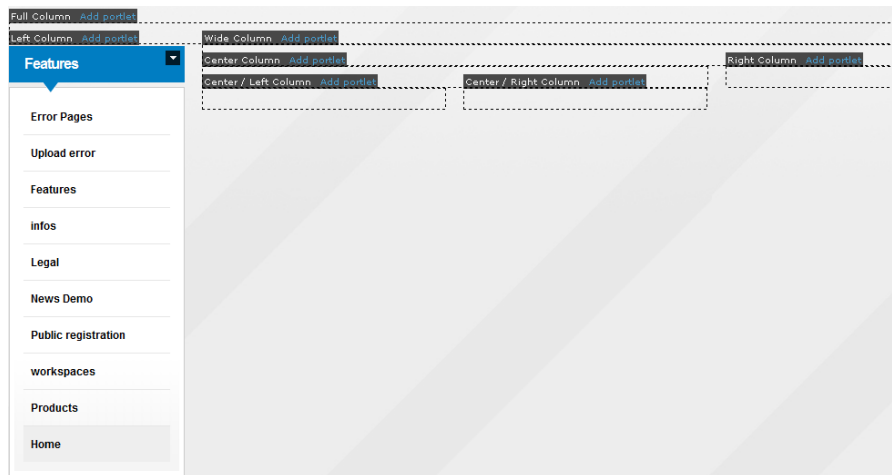 Full Column Add portlet
Left Column Add portlet
Wide Column Add portlet
Features
Center Column Add portlet
Right Column Add portlet
Center / Left Column Add portlet
Center / Right Column Add portlet
Error Pages
Upload error
Features
infos
Legal
News Demo
Public registration
workspaces
Products
Home